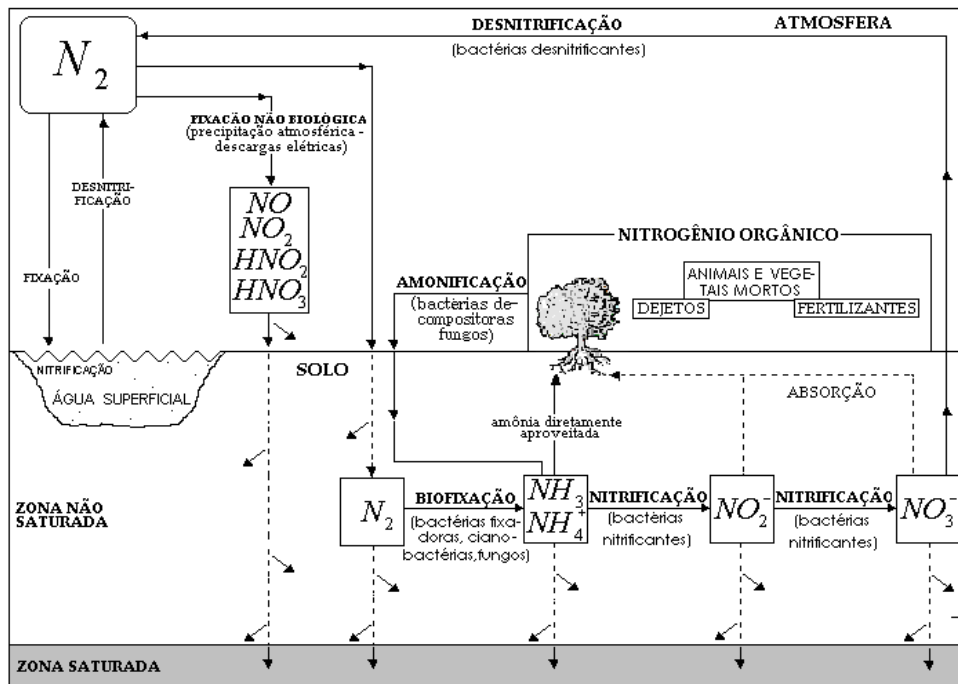 DESNITRIFICAÇÃO
(bactérias desnitrificantes)
ATMOSFERA
N₂
FIXACÃO NÃO BIOLÓGICA
(precipitação atmosférica -
descargas elétricas)
DESNITRI-
FICAÇÃO
FIXAÇÃO
NO
NO₂
HNO₂
HNO₃
NITROGÊNIO ORGÂNICO
AMONIFICAÇÃO
(bactérias de-
compositoras
fungos)
ANIMAIS E VEGE-
TAIS MORTOS
DEJETOS
FERTILIZANTES
NITRIFICAÇÃO
ÁGUA SUPERFICIAL
SOLO
ABSORÇÃO
amônia diretamente
aproveitada
ZONA NÃO
SATURADA
N₂
BIOFIXAÇÃO
(bactérias fixa-
doras, ciano-
bactérias,fungos)
NH₃
NH₄⁺
NITRIFICAÇÃO
(bactérias
nitrificantes)
NO₂⁻
NITRIFICAÇÃO
(bactérias
nitrificantes)
NO₃⁻
ZONA SATURADA